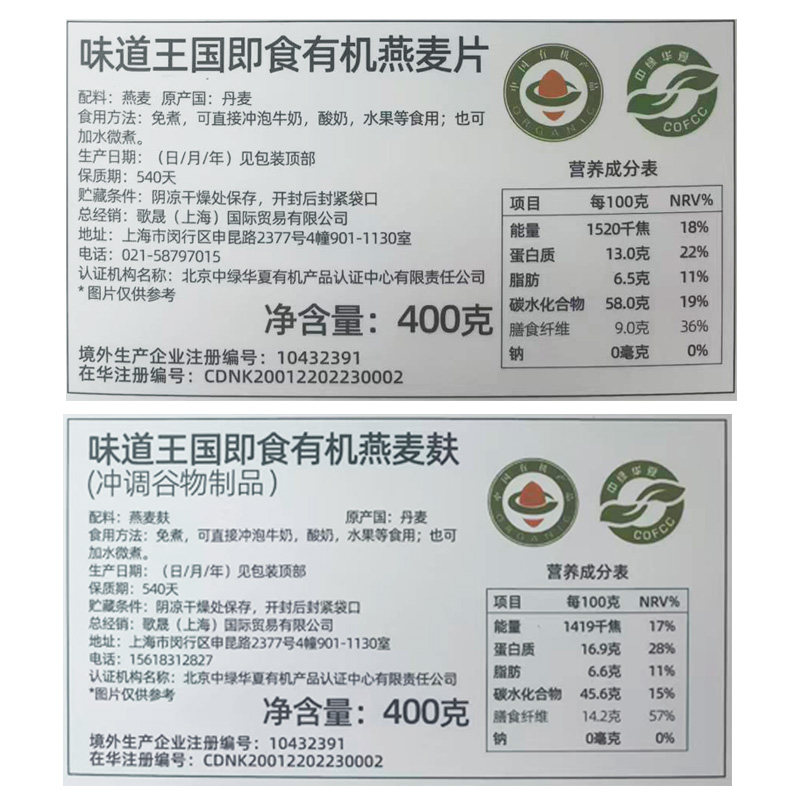 味道王国即食有机燕麦片
配料：燕麦 原产国：丹麦
食用方法：免煮，可直接冲泡牛奶，酸奶，水果等食用；也可
加水微煮。
生产日期：（日/月/年）见包装顶部
保质期：540天
贮藏条件：阴凉干燥处保存，开封后封紧袋口
总经销：歌晟（上海）国际贸易有限公司
地址：上海市闵行区申昆路2377号4幢901-1130室
电话：021-58797015
认证机构名称：北京中绿华夏有机产品认证中心有限责任公司
*图片仅供参考
净含量：400克
境外生产企业注册编号：10432391
在华注册编号：CDNK20012202230002
中国有机产品
ORGANIC
中绿华夏
COFCC
营养成分表
项目 每100克 NRV%
能量 1520千焦 18%
蛋白质 13.0克 22%
脂肪 6.5克 11%
碳水化合物 58.0克 19%
膳食纤维 9.0克 36%
钠 0毫克 0%
味道王国即食有机燕麦麸
（冲调谷物制品）
配料：燕麦麸 原产国：丹麦
食用方法：免煮，可直接冲泡牛奶，酸奶，水果等食用；也可
加水微煮。
生产日期：（日/月/年）见包装顶部
保质期：540天
贮藏条件：阴凉干燥处保存，开封后封紧袋口
总经销：歌晟（上海）国际贸易有限公司
地址：上海市闵行区申昆路2377号4幢901-1130室
电话：15618312827
认证机构名称：北京中绿华夏有机产品认证中心有限责任公司
*图片仅供参考
净含量：400克
境外生产企业注册编号：10432391
在华注册编号：CDNK20012202230002
中国有机产品
ORGANIC
中绿华夏
COFCC
营养成分表
项目 每100克 NRV%
能量 1419千焦 17%
蛋白质 16.9克 28%
脂肪 6.6克 11%
碳水化合物 45.6克 15%
膳食纤维 14.2克 57%
钠 0毫克 0%